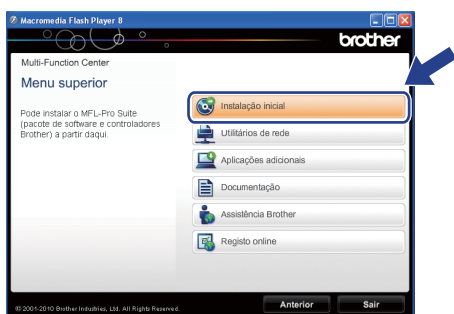 Macromedia Flash Player 8
brother
Multi-Function Center
Menu superior
Pode instalar o MFL-Pro Suite
(pacote de software e controladores
Brother) a partir daqui.
Instalação inicial
Utilitários de rede
Aplicações adicionais
Documentação
Assistência Brother
Registo online
© 2001-2010 Brother Industries, Ltd. All Rights Reserved.
Anterior
Sair